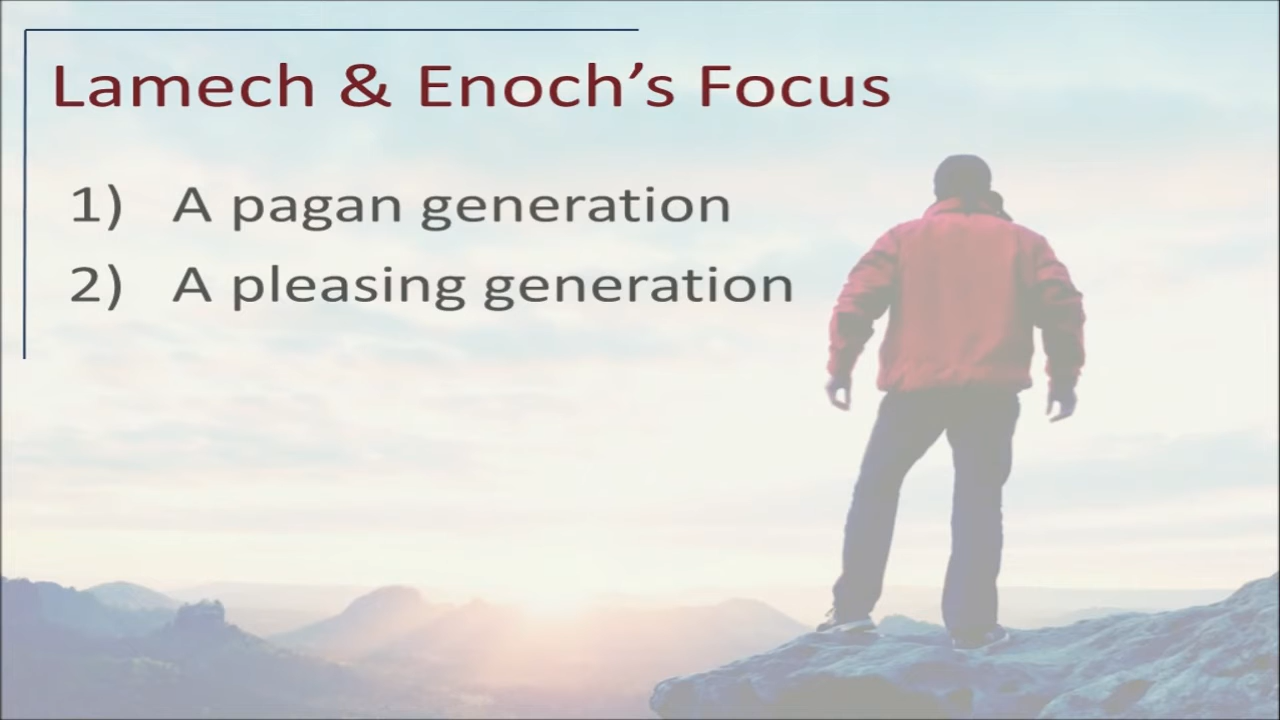 Lamech & Enoch’s Focus
1) A pagan generation
2) A pleasing generation